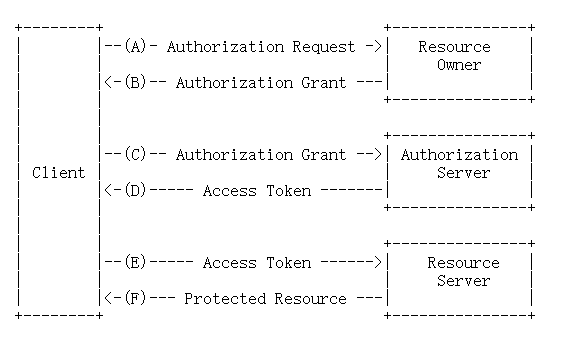 --(A)- Authorization Request -> Resource
Owner
<-(B)-- Authorization Grant ---
--(C)-- Authorization Grant --> Authorization
Client Server
<-(D)----- Access Token -------
--(E)----- Access Token ------> Resource
Server
<-(F)--- Protected Resource ---